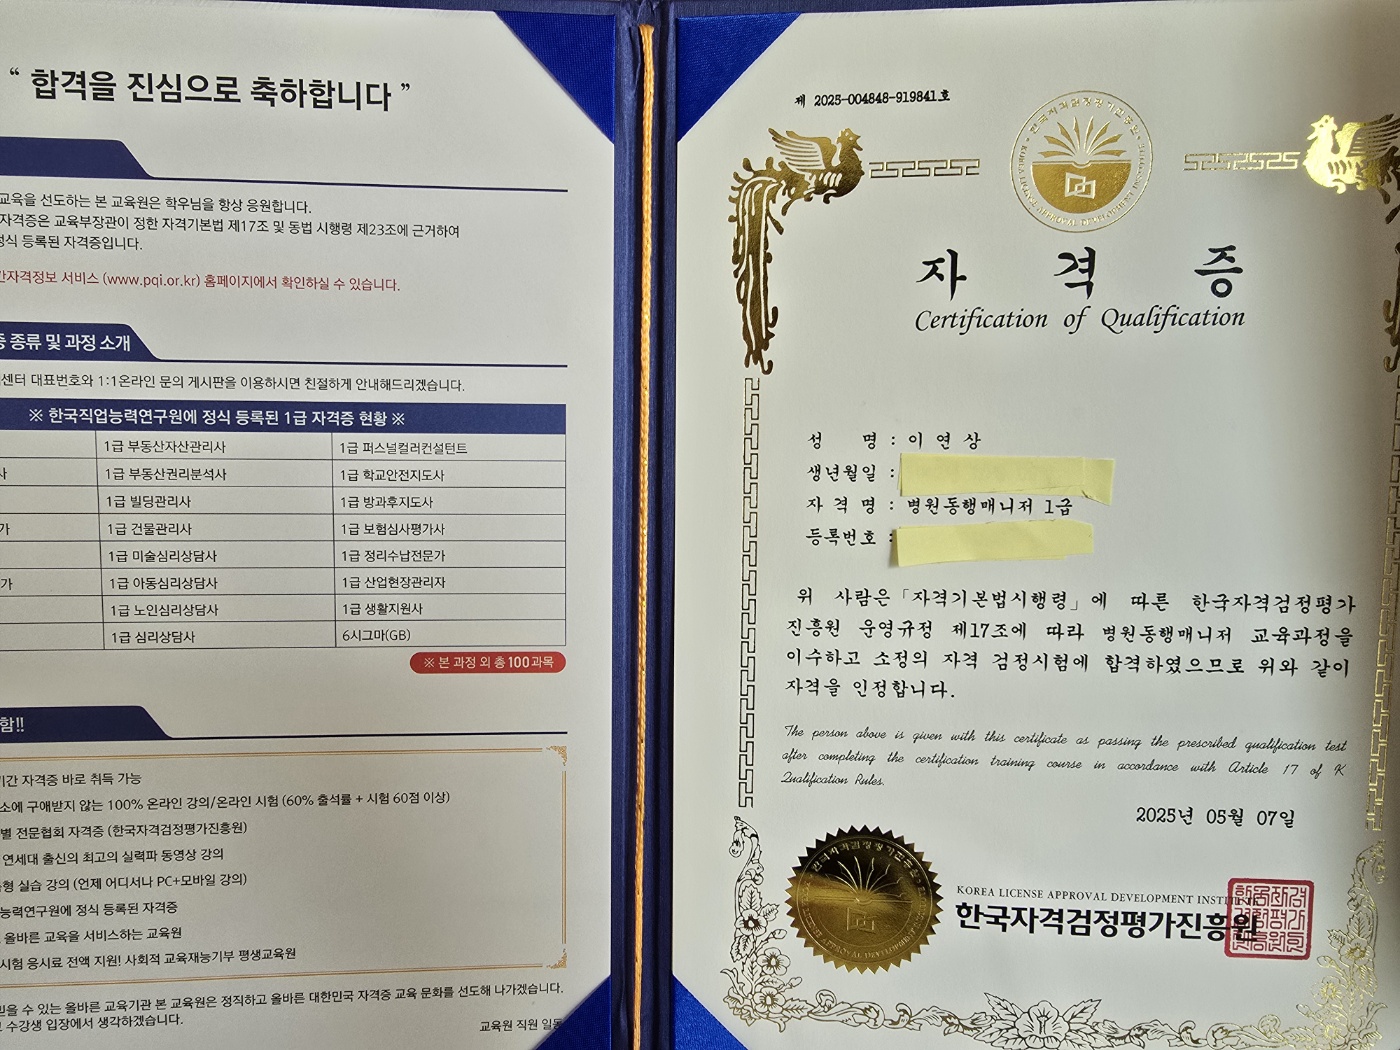 “ 합격을 진심으로 축하합니다 ”
교육을 선도하는 본 교육원은 학우님을 항상 응원합니다.
자격증은 교육부장관이 정한 자격기본법 제17조 및 동법 시행령 제23조에 근거하여
정식 등록된 자격증입니다.
간자격정보 서비스 (www.pqi.or.kr) 홈페이지에서 확인하실 수 있습니다.
증 종류 및 과정 소개
센터 대표번호와 1:1온라인 문의 게시판을 이용하시면 친절하게 안내해드리겠습니다.
※ 한국직업능력연구원에 정식 등록된 1급 자격증 현황 ※
1급 부동산자산관리사 1급 퍼스널컬러컨설턴트
사 1급 부동산권리분석사 1급 학교안전지도사
1급 빌딩관리사 1급 방과후지도사
가 1급 건물관리사 1급 보험심사평가사
1급 미술심리상담사 1급 정리수납전문가
가 1급 아동심리상담사 1급 산업현장관리자
1급 노인심리상담사 1급 생활지원사
1급 심리상담사 6시그마(GB)
※ 본 과정 외 총 100과목
함!!
기간 자격증 바로 취득 가능
소에 구애받지 않는 100% 온라인 강의/온라인 시험 (60% 출석률 + 시험 60점 이상)
별 전문협회 자격증 (한국자격검정평가진흥원)
연세대 출신의 최고의 실력파 동영상 강의
형 실습 강의 (언제 어디서나 PC+모바일 강의)
능력연구원에 정식 등록된 자격증
올바른 교육을 서비스하는 교육원
시험 응시료 전액 지원! 사회적 교육재능기부 평생교육원
믿을 수 있는 올바른 교육기관 본 교육원은 정직하고 올바른 대한민국 자격증 교육 문화를 선도해 나가겠습니다.
수강생 입장에서 생각하겠습니다.
교육원 직원 일동
제 2025-004848-919841호
자 격 증
Certification of Qualification
성 명 : 이 연 상
생년월일 :
자 격 명 : 병원동행매니저 1급
등록번호 :
위 사람은 「자격기본법시행령」에 따른 한국자격검정평가
진흥원 운영규정 제17조에 따라 병원동행매니저 교육과정을
이수하고 소정의 자격 검정시험에 합격하였으므로 위와 같이
자격을 인정합니다.
The person above is given with this certificate as passing the prescribed qualification test
after completing the certification training course in accordance with Article 17 of K
Qualification Rules.
2025년 05월 07일
KOREA LICENSE APPROVAL DEVELOPMENT INSTITUTE
한국자격검정평가진흥원